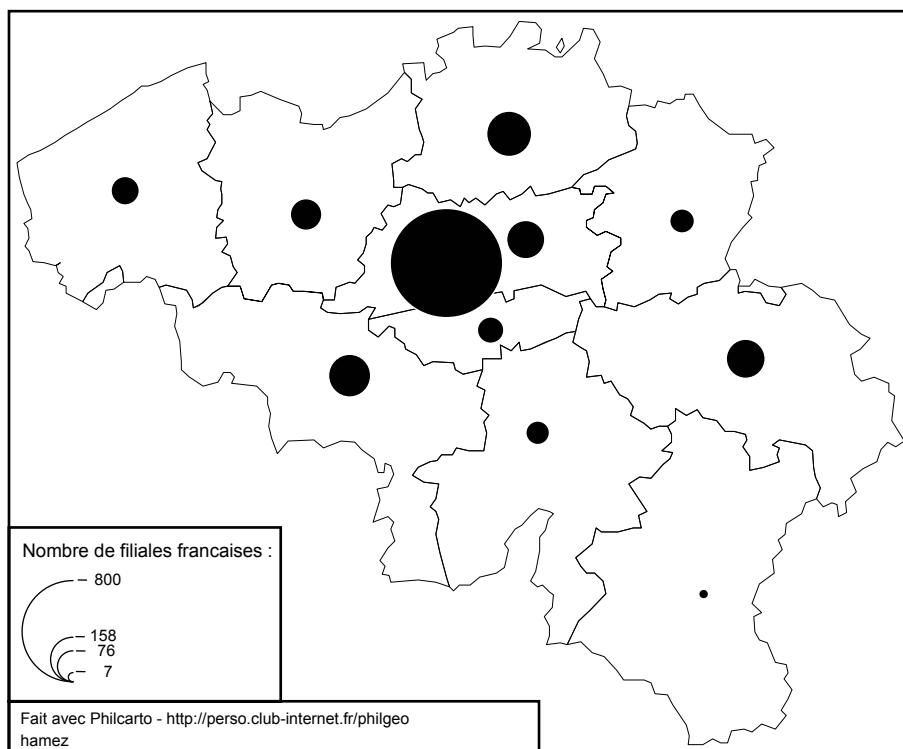 Nombre de filiales francaises :
800
158
76
7
Fait avec Philcarto - http://perso.club-internet.fr/philgeo
hamez